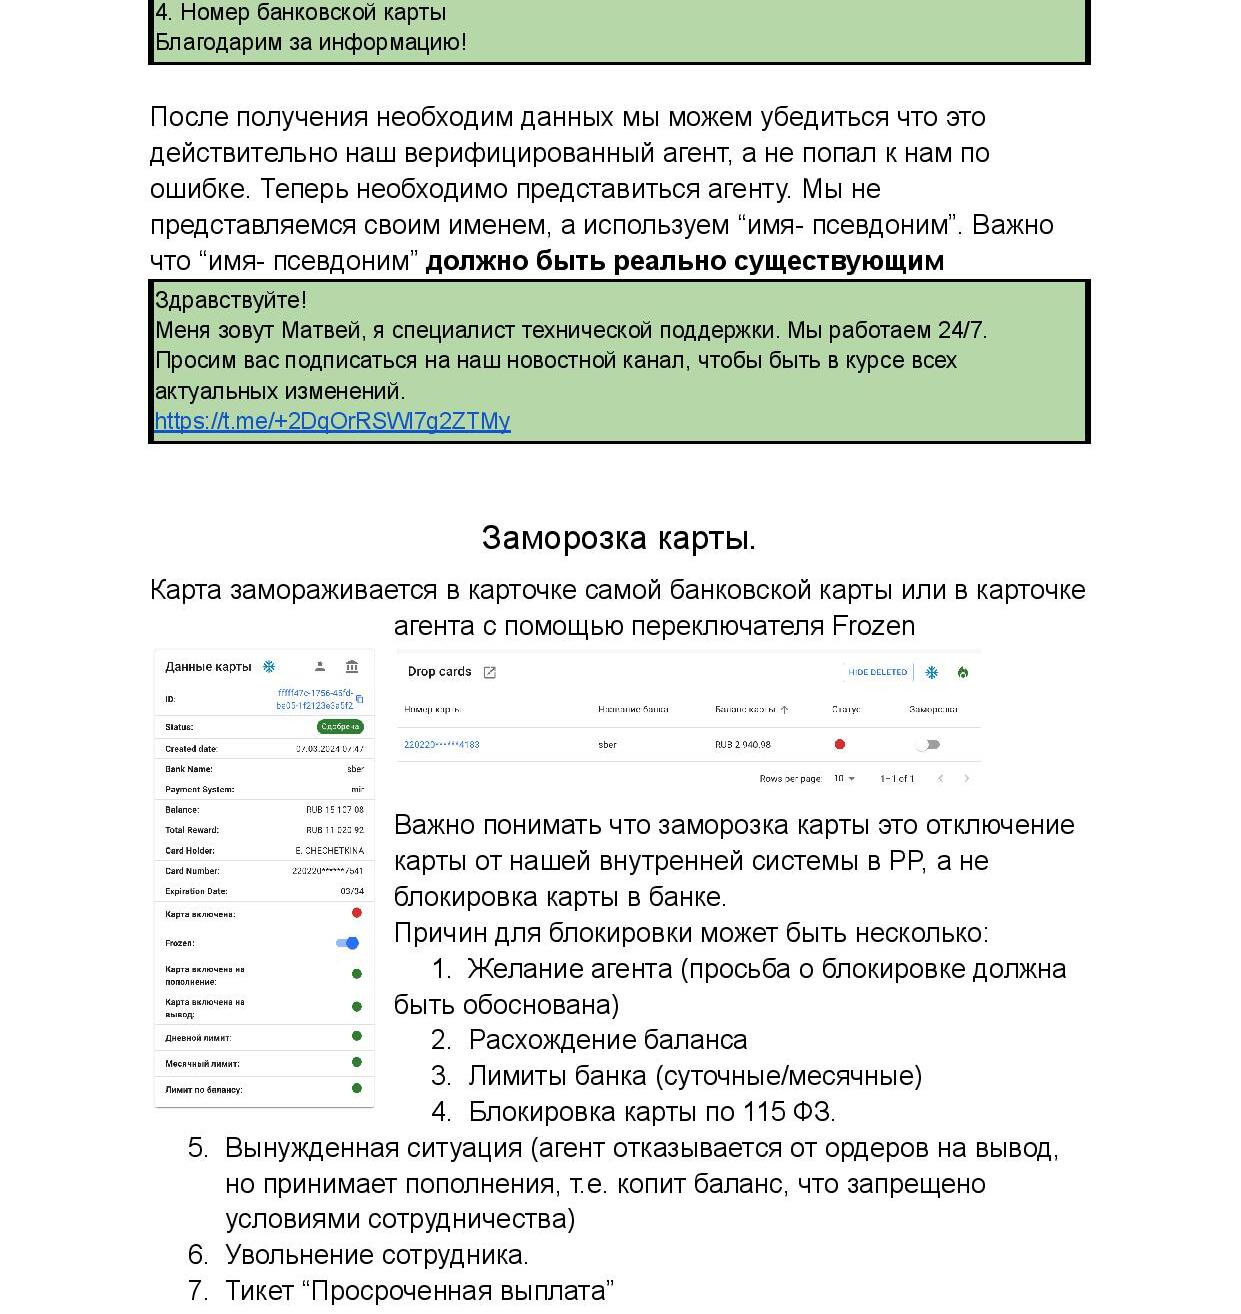 4. Номер банковской карты
Благодарим за информацию!
После получения необходим данных мы можем убедиться что это
действительно наш верифицированный агент, а не попал к нам по
ошибке. Теперь необходимо представиться агенту. Мы не
представляемся своим именем, а используем “имя- псевдоним”. Важно
что “имя- псевдоним” должно быть реально существующим
Здравствуйте!
Меня зовут Матвей, я специалист технической поддержки. Мы работаем 24/7.
Просим вас подписаться на наш новостной канал, чтобы быть в курсе всех
актуальных изменений.
https://t.me/+2DqOrRSWI7g2ZTMy
Заморозка карты.
Карта замораживается в карточке самой банковской карты или в карточке
агента с помощью переключателя Frozen
Данные карты
ID:
fffff47c-1756-45fd-
be05-1f2123e3a5f2
Status: Одобрена
Created date: 07.03.2024 07:47
Bank Name: sber
Payment System: mir
Balance: RUB 15 107.08
Total Reward: RUB 11 020.92
Card Holder: E. CHECHETKINA
Card Number: 220220******7541
Expiration Date: 03/34
Карта включена:
Frozen:
Карта включена на
пополнение:
Карта включена на
вывод:
Дневной лимит:
Месячный лимит:
Лимит по балансу:
Drop cards HIDE DELETED
Номер карты Название банка Баланс карты ↑ Статус Заморозка
220220******4183 sber RUB 2 940.98
Rows per page: 10 1–1 of 1
Важно понимать что заморозка карты это отключение
карты от нашей внутренней системы в PP, а не
блокировка карты в банке.
Причин для блокировки может быть несколько:
1. Желание агента (просьба о блокировке должна
быть обоснована)
2. Расхождение баланса
3. Лимиты банка (суточные/месячные)
4. Блокировка карты по 115 ФЗ.
5. Вынужденная ситуация (агент отказывается от ордеров на вывод,
но принимает пополнения, т.е. копит баланс, что запрещено
условиями сотрудничества)
6. Увольнение сотрудника.
7. Тикет “Просроченная выплата”